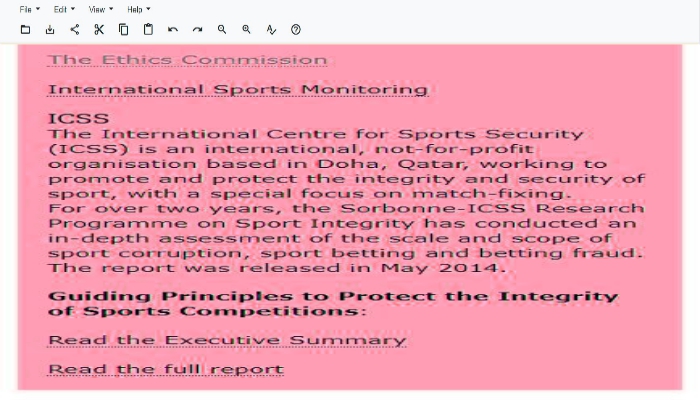 File Edit View Help
The Ethics Commission
International Sports Monitoring
ICSS
The International Centre for Sports Security
(ICSS) is an international, not-for-profit
organisation based in Doha, Qatar, working to
promote and protect the integrity and security of
sport, with a special focus on match-fixing.
For over two years, the Sorbonne-ICSS Research
Programme on Sport Integrity has conducted an
in-depth assessment of the scale and scope of
sport corruption, sport betting and betting fraud.
The report was released in May 2014.
Guiding Principles to Protect the Integrity
of Sports Competitions:
Read the Executive Summary
Read the full report